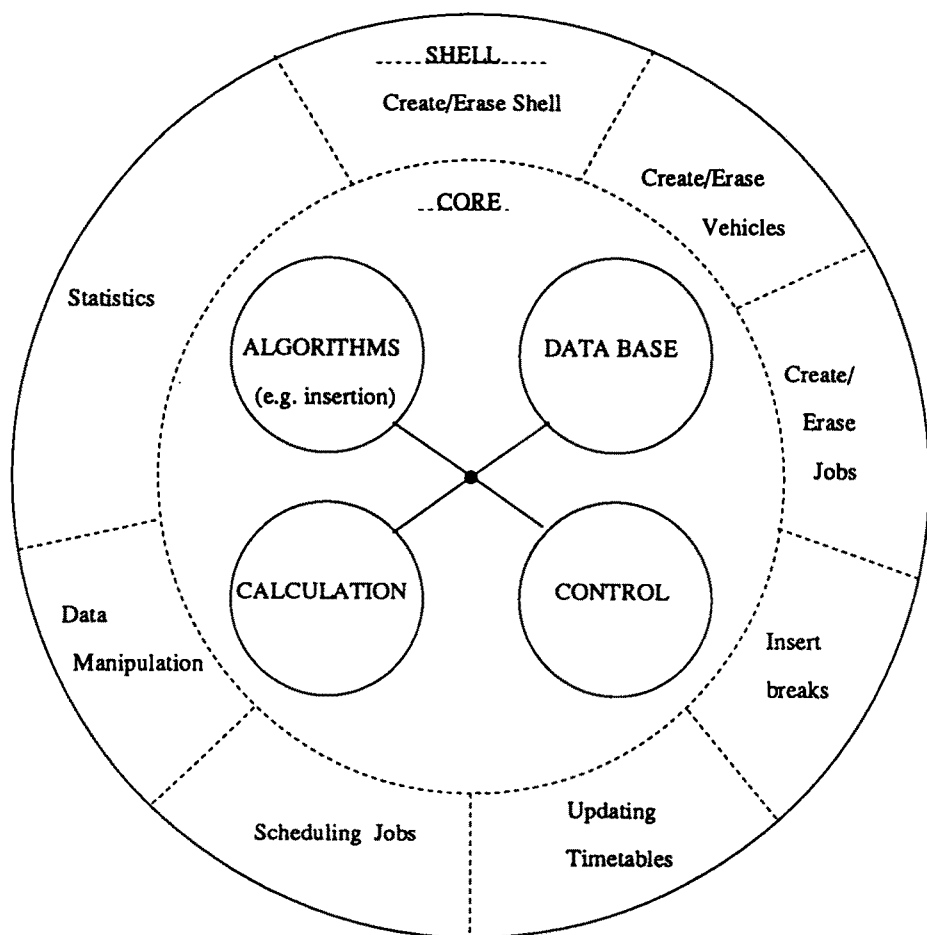 SHELL
Create/Erase Shell
Create/Erase
Vehicles
CORE
Statistics
ALGORITHMS
(e.g. insertion)
DATA BASE
Create/
Erase
Jobs
CALCULATION
CONTROL
Data
Manipulation
Insert
breaks
Scheduling Jobs
Updating
Timetables